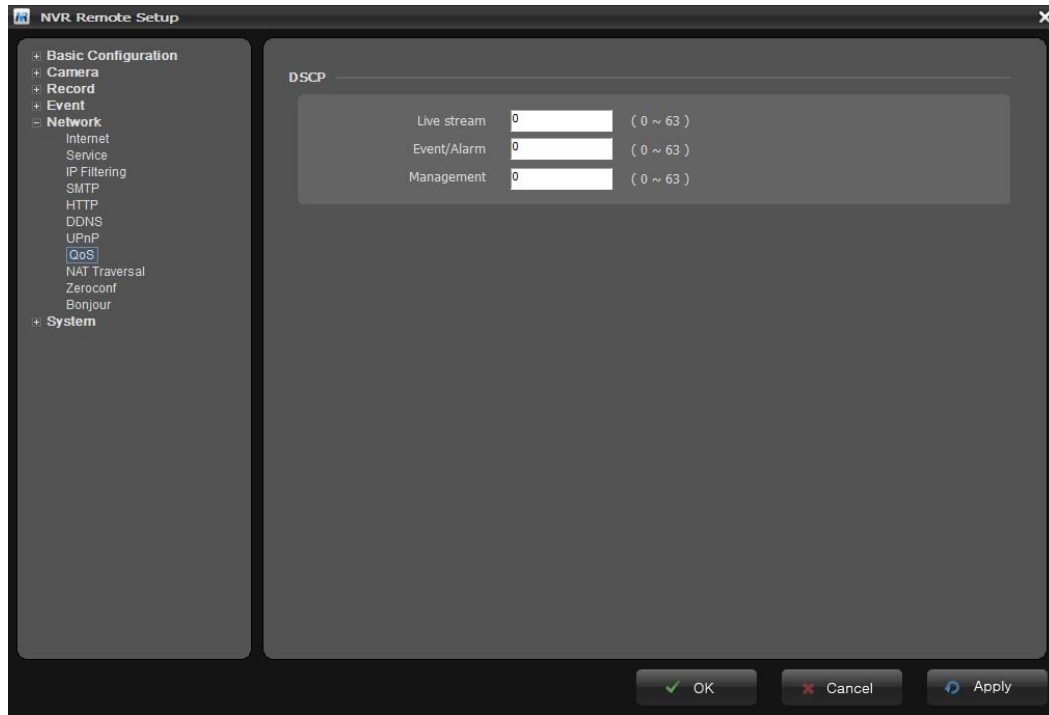 NVR Remote Setup
Basic Configuration
Camera
Record
Event
Network
Internet
Service
IP Filtering
SMTP
HTTP
DDNS
UPnP
QoS
NAT Traversal
Zeroconf
Bonjour
System
DSCP
Live stream 0 ( 0 ~ 63 )
Event/Alarm 0 ( 0 ~ 63 )
Management 0 ( 0 ~ 63 )
OK Cancel Apply